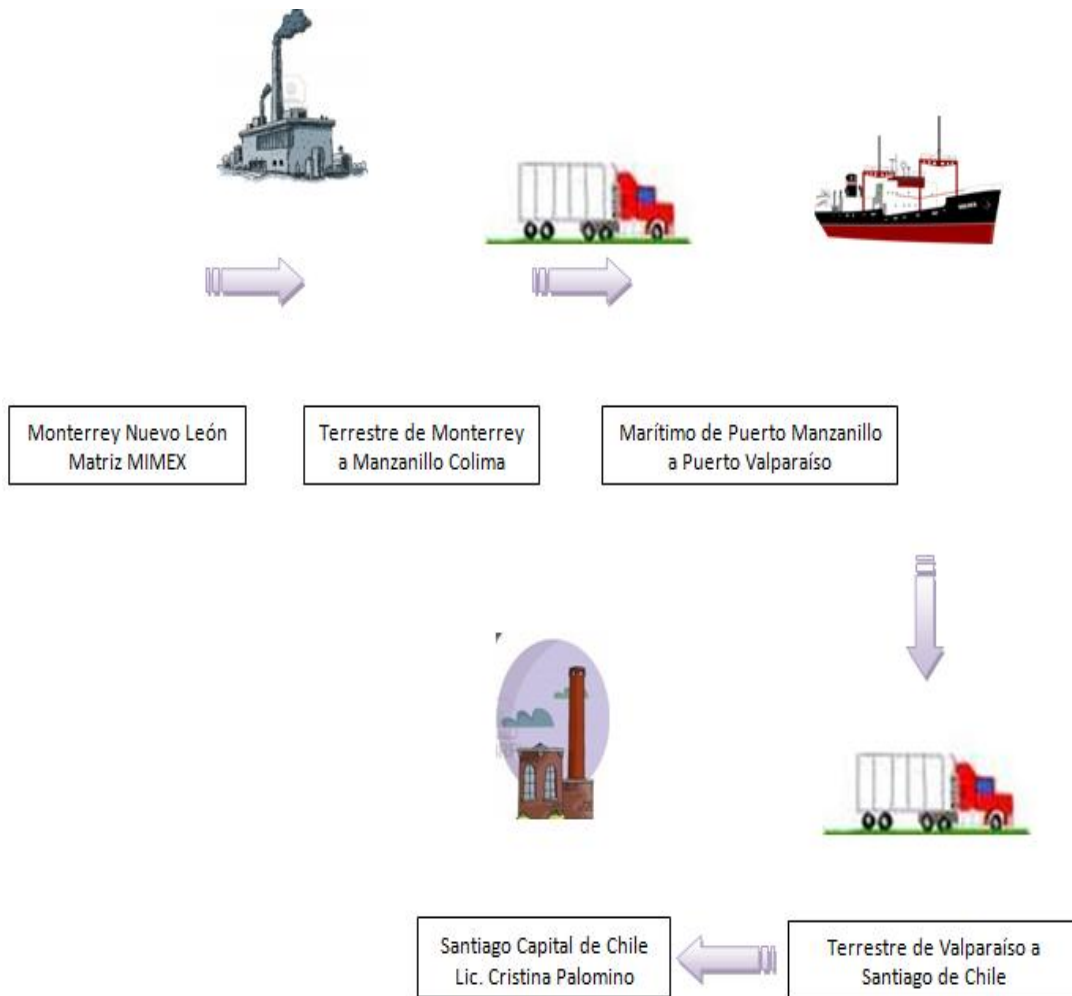 Monterrey Nuevo León
Matriz MIMEX
Terrestre de Monterrey
a Manzanillo Colima
Marítimo de Puerto Manzanillo
a Puerto Valparaíso
Santiago Capital de Chile
Lic. Cristina Palomino
Terrestre de Valparaíso a
Santiago de Chile